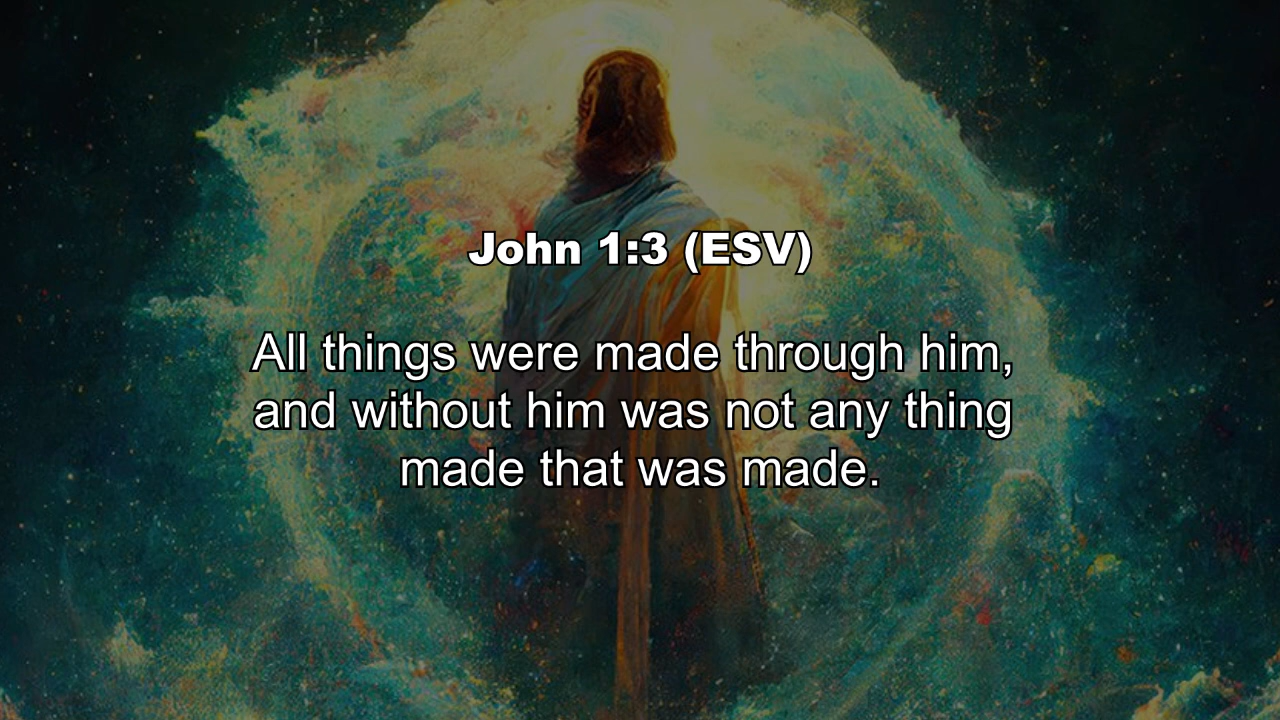 John 1:3 (ESV)
All things were made through him,
and without him was not any thing
made that was made.